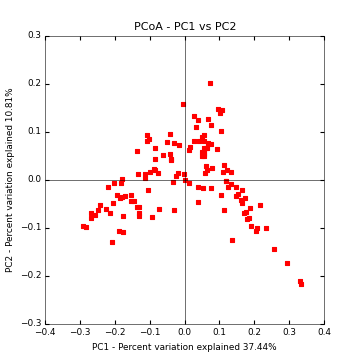 PCoA - PC1 vs PC2
0.3
0.2
0.1
0.0
−0.1
−0.2
−0.3
PC2 - Percent variation explained 10.81%
−0.4 −0.3 −0.2 −0.1 0.0 0.1 0.2 0.3 0.4
PC1 - Percent variation explained 37.44%